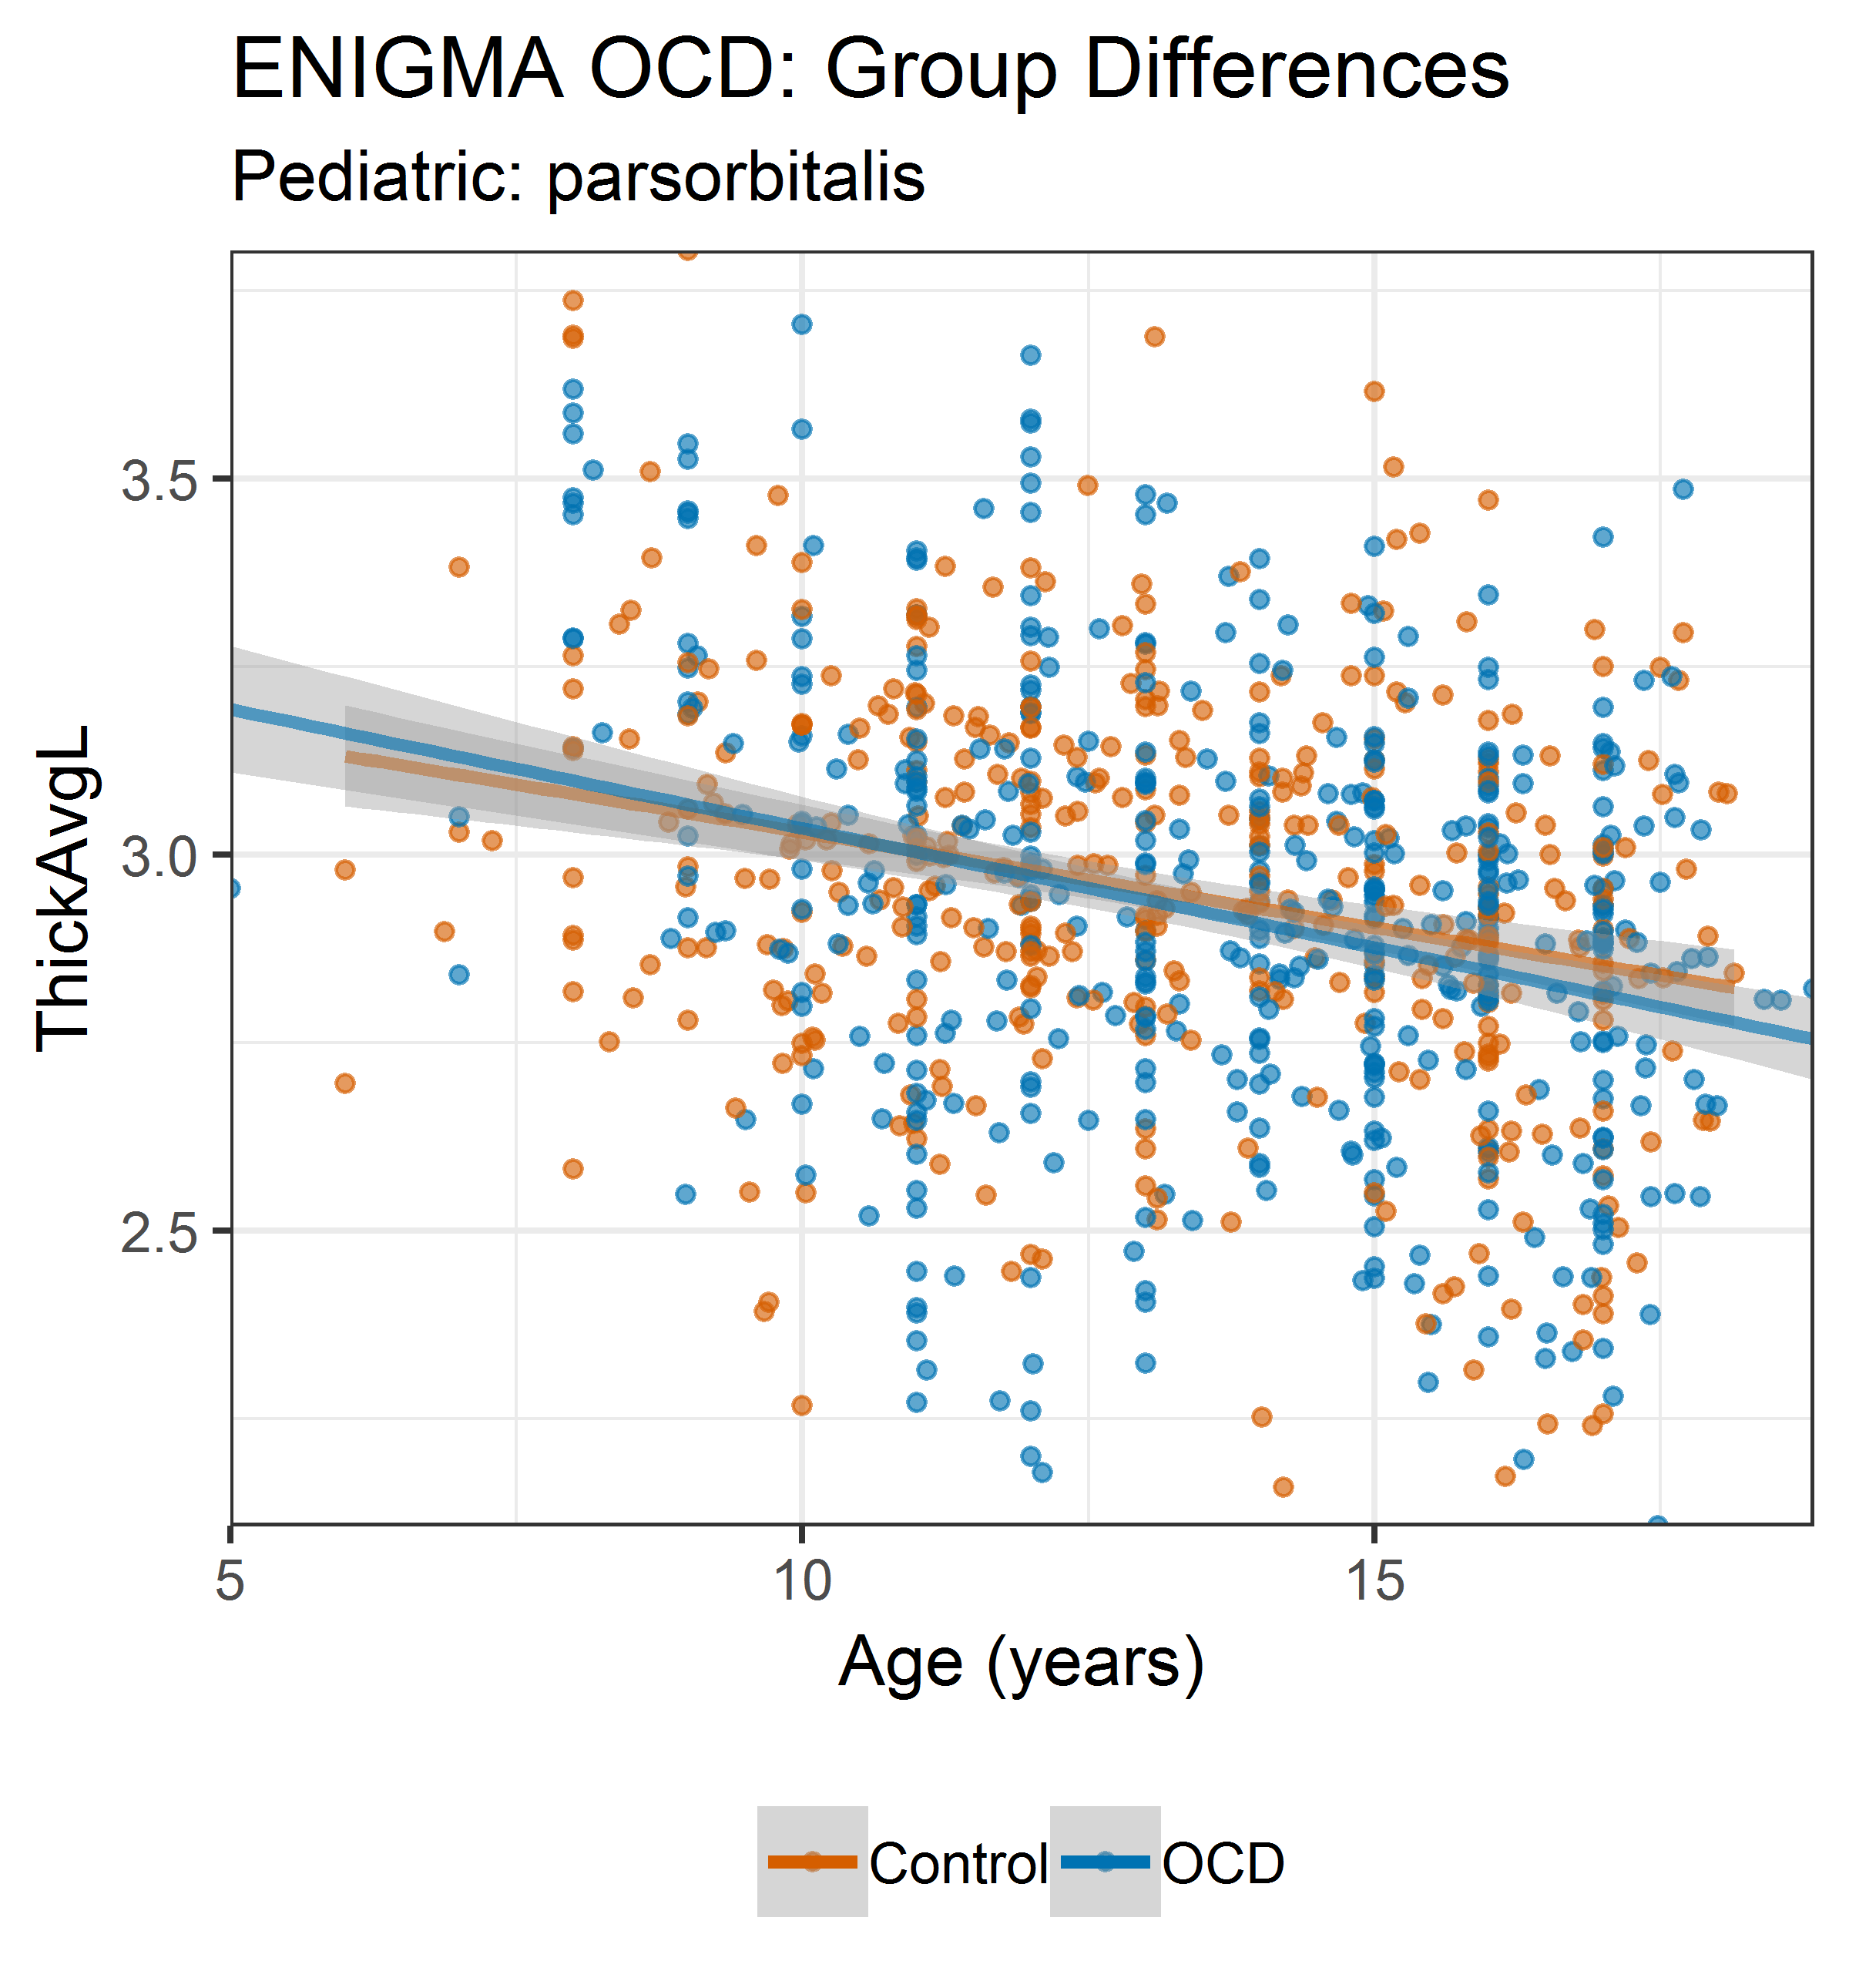 ENIGMA OCD: Group Differences
Pediatric: parsorbitalis
ThickAvgL
3.5
3.0
2.5
5 10 15
Age (years)
Control OCD